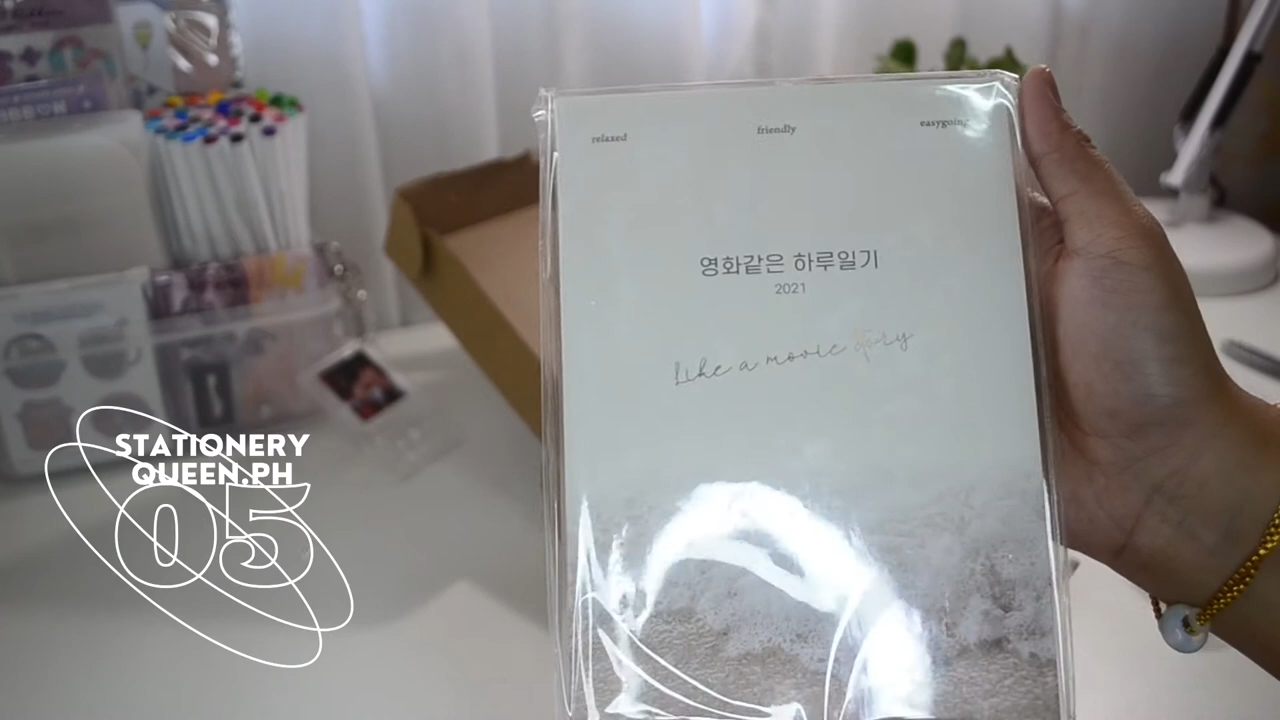 relaxed
friendly
easygoing
영화같은 하루일기
2021
Like a movie story
STATIONERY
QUEEN.PH
05